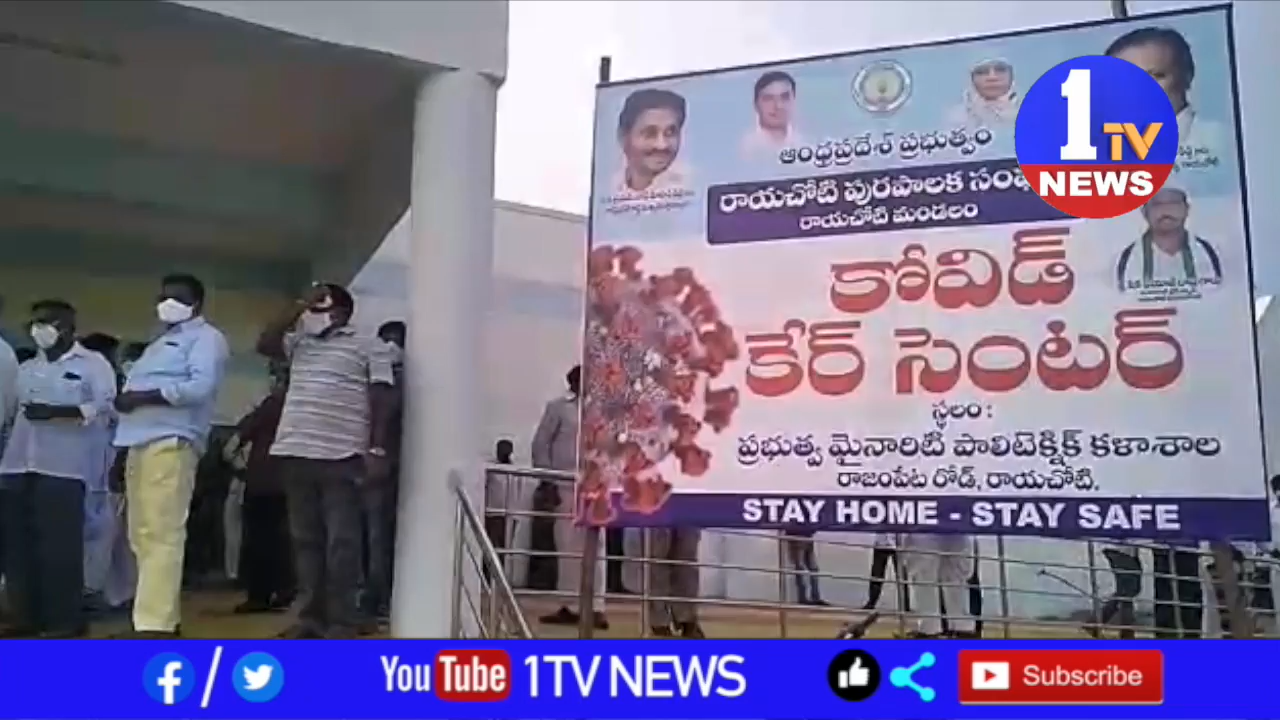 ఆంధ్రప్రదేశ్ ప్రభుత్వం
రాయచోటి పురపాలక
రాయచోటి మండలం
కోవిడ్
కేర్ సెంటర్
స్థలం :
ప్రభుత్వ మైనారిటీ పాలిటెక్నిక్ కళాశాల
రాజంపేట రోడ్, రాయచోటి.
STAY HOME - STAY SAFE
1TV
NEWS
YouTube 1TV NEWS
Subscribe